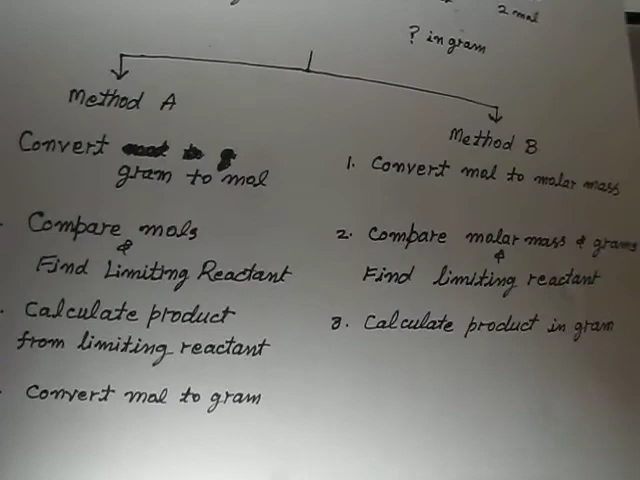 2 mol
? in gram
Method A
Method B
Convert
gram to mol
Compare mols
&
Find Limiting Reactant
Calculate product
from limiting reactant
Convert mol to gram
1. Convert mol to molar mass
2. Compare molar mass & grams
&
Find limiting reactant
3. Calculate product in gram